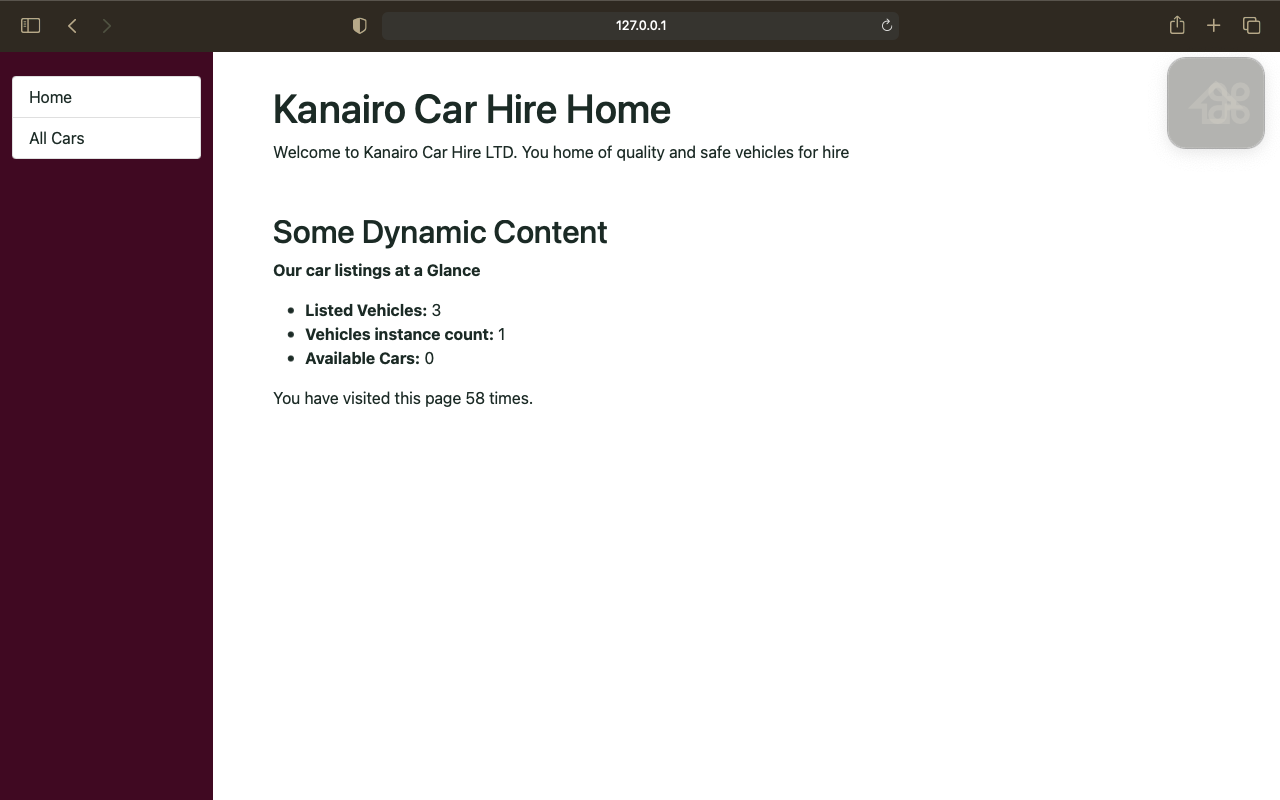 127.0.0.1
Home
All Cars
Kanairo Car Hire Home
Welcome to Kanairo Car Hire LTD. You home of quality and safe vehicles for hire
Some Dynamic Content
Our car listings at a Glance
Listed Vehicles: 3
Vehicles instance count: 1
Available Cars: 0
You have visited this page 58 times.